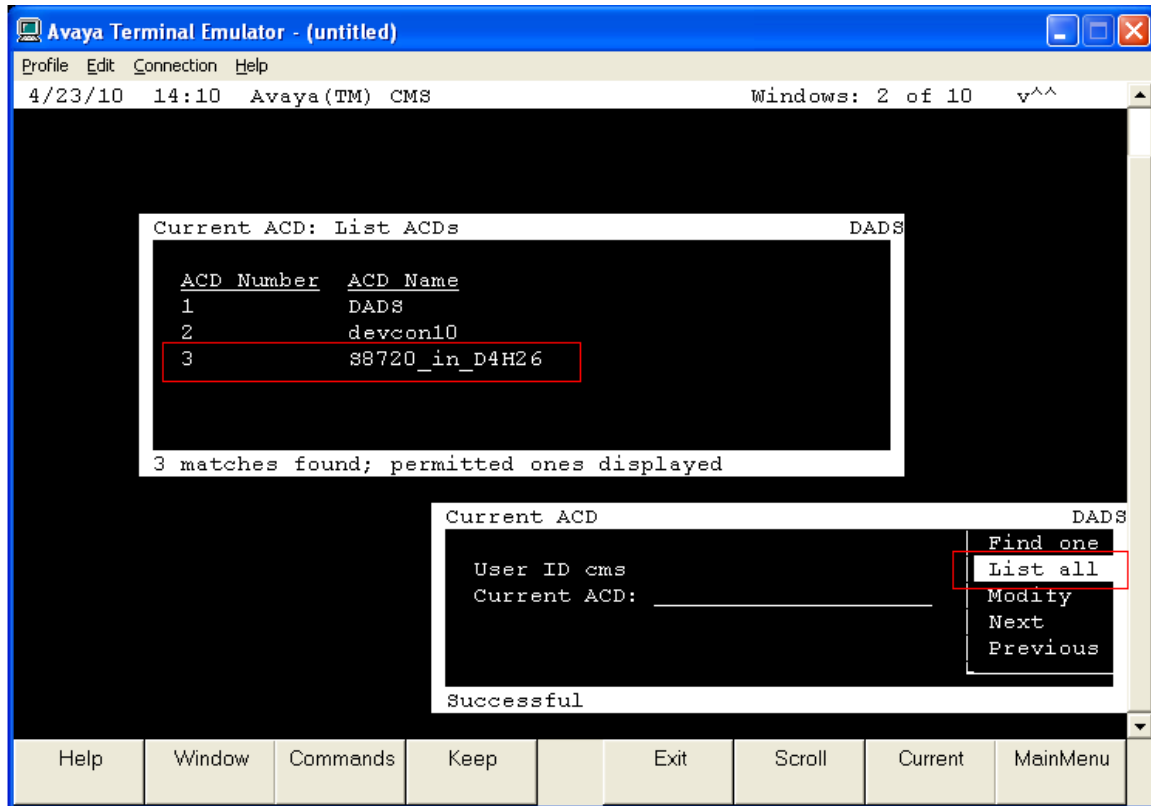 Avaya Terminal Emulator - (untitled)
Profile Edit Connection Help
4/23/10 14:10 Avaya(TM) CMS Windows: 2 of 10 v^^
Current ACD: List ACDs DADS
ACD Number ACD Name
1 DADS
2 devcon10
3 S8720_in_D4H26
3 matches found; permitted ones displayed
Current ACD DADS
Find one
User ID cms List all
Current ACD: Modify
Next
Previous
Successful
Help Window Commands Keep Exit Scroll Current MainMenu